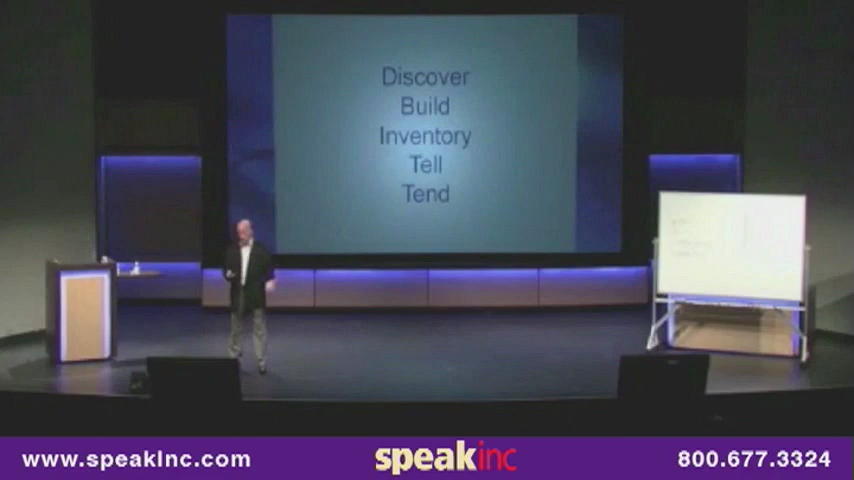 Discover
Build
Inventory
Tell
Tend
www.speakInc.com
speakinc
800.677.3324